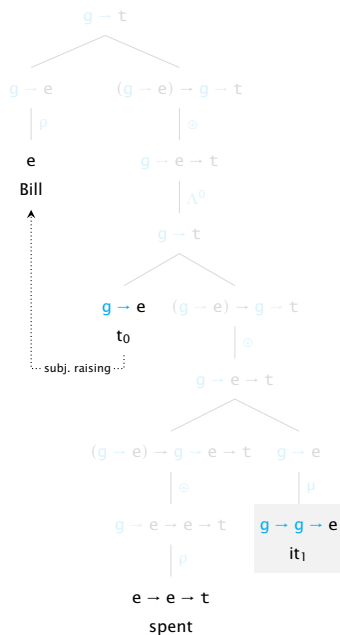 g → t
g → e (g → e) → g → t
ρ ⊛
e g → e → t
Bill
Λ⁰
g → t
g → e (g → e) → g → t
t₀
⊛
subj. raising
g → e → t
(g → e) → g → e → t g → e
⊛ μ
g → e → e → t g → g → e
it₁
ρ
e → e → t
spent